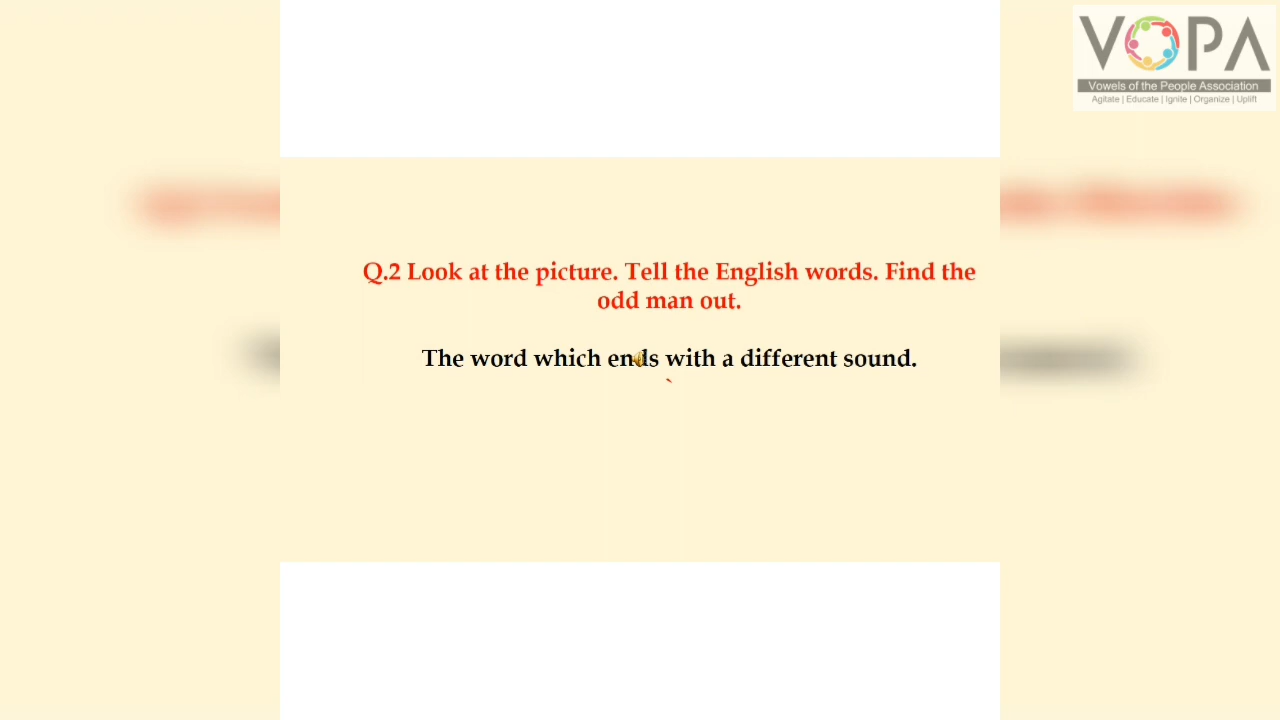 VOPA
Vowels of the People Association
Agitate | Educate | Ignite | Organize | Uplift
Q.2 Look at the picture. Tell the English words. Find the
odd man out.
The word which ends with a different sound.
`